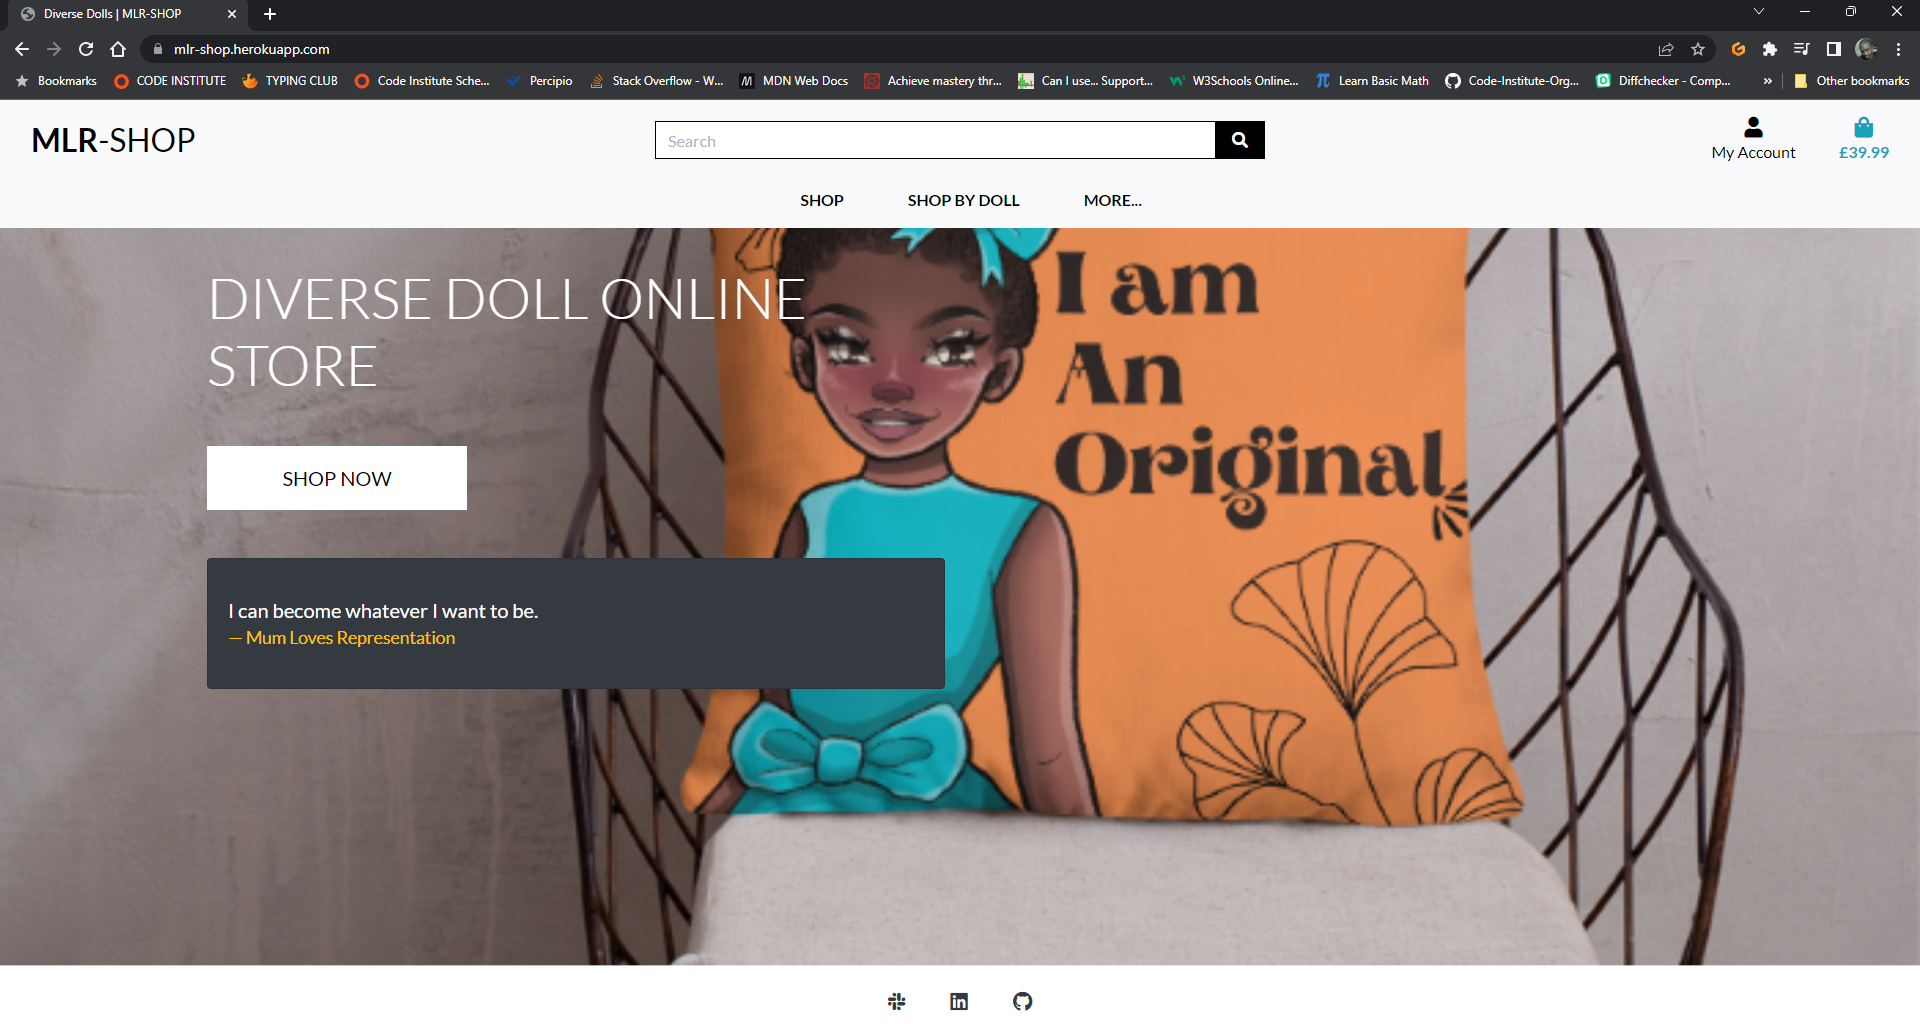 Diverse Dolls | MLR-SHOP
mlr-shop.herokuapp.com
Bookmarks CODE INSTITUTE TYPING CLUB Code Institute Sche... Percipio Stack Overflow - W... MDN Web Docs Achieve mastery thr... Can I use... Support... W3Schools Online... Learn Basic Math Code-Institute-Org... Diffchecker - Comp... » Other bookmarks
MLR-SHOP
Search
My Account
£39.99
SHOP SHOP BY DOLL MORE...
DIVERSE DOLL ONLINE
STORE
I am
An
Original
SHOP NOW
I can become whatever I want to be.
— Mum Loves Representation